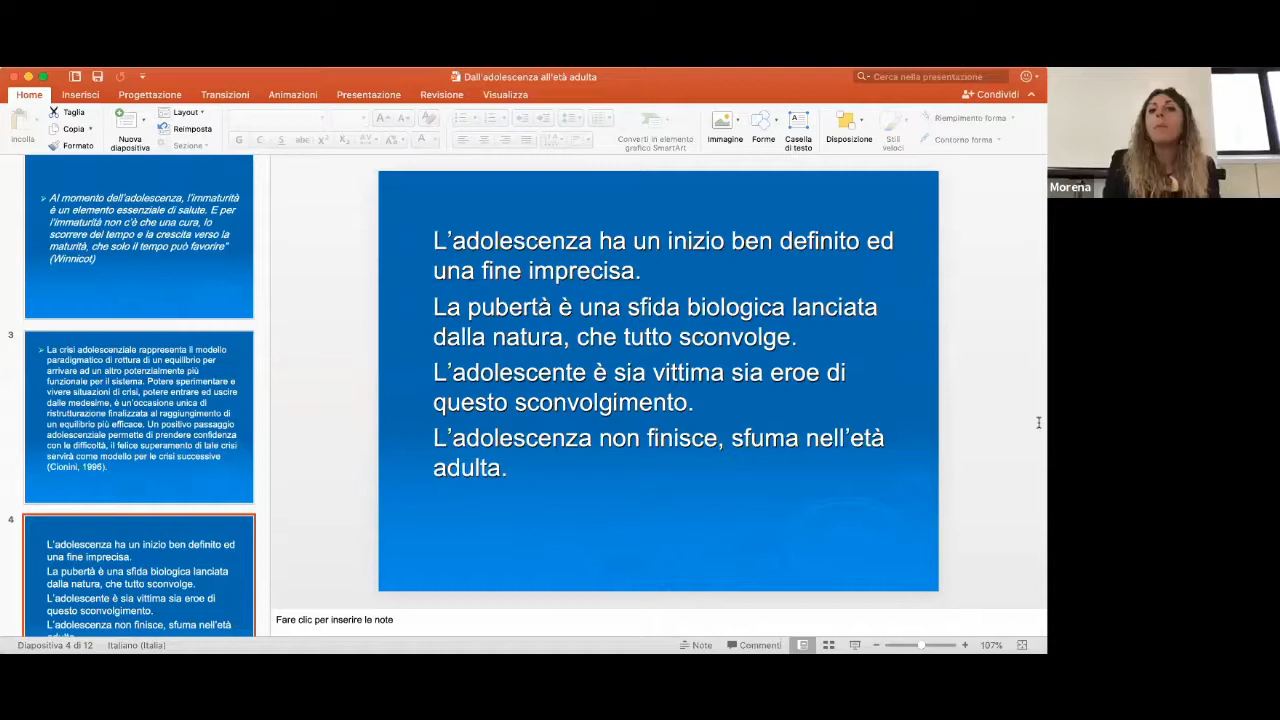 Dall'adolescenza all'età adulta
Cerca nella presentazione
Home
Inserisci
Progettazione
Transizioni
Animazioni
Presentazione
Revisione
Visualizza
Condividi
Incolla
Taglia
Copia
Formato
Nuova
diapositiva
Layout
Reimposta
Sezione
G
C
S
abc
X²
X₂
AV
Aa
A
Converti in elemento
grafico SmartArt
Immagine
Forme
Casella
di testo
Disposizione
Stili
veloci
Riempimento forma
Contorno forma
Morena
Al momento dell'adolescenza, l'immaturità
è un elemento essenziale di salute. E per
l'immaturità non c'è che una cura, lo
scorrere del tempo e la crescita verso la
maturità, che solo il tempo può favorire"
(Winnicot)
3
La crisi adolescenziale rappresenta il modello
paradigmatico di rottura di un equilibrio per
arrivare ad un altro potenzialmente più
funzionale per il sistema. Potere sperimentare e
vivere situazioni di crisi, potere entrare ed uscire
dalle medesime, è un'occasione unica di
ristrutturazione finalizzata al raggiungimento di
un equilibrio più efficace. Un positivo passaggio
adolescenziale permette di prendere confidenza
con le difficoltà, il felice superamento di tale crisi
servirà come modello per le crisi successive
(Cionini, 1996).
4
L'adolescenza ha un inizio ben definito ed
una fine imprecisa.
La pubertà è una sfida biologica lanciata
dalla natura, che tutto sconvolge.
L'adolescente è sia vittima sia eroe di
questo sconvolgimento.
L'adolescenza non finisce, sfuma nell'età
adulta.
L'adolescenza ha un inizio ben definito ed
una fine imprecisa.
La pubertà è una sfida biologica lanciata
dalla natura, che tutto sconvolge.
L'adolescente è sia vittima sia eroe di
questo sconvolgimento.
L'adolescenza non finisce, sfuma nell'età
adulta.
Fare clic per inserire le note
Diapositiva 4 di 12
Italiano (Italia)
Note
Commenti
107%